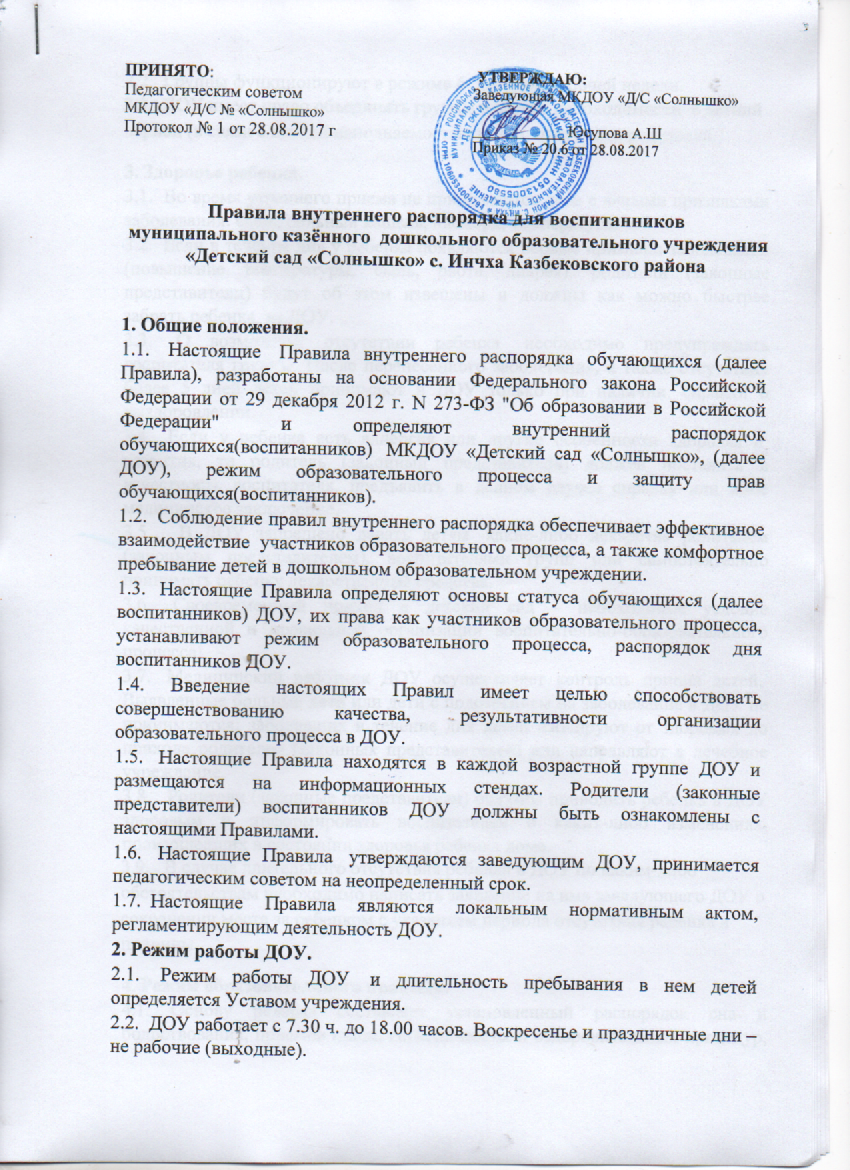 ПРИНЯТО:
Педагогическим советом
МКДОУ «Д/С № «Солнышко»
Протокол № 1 от 28.08.2017 г
УТВЕРЖДАЮ:
Заведующая МКДОУ «Д/С «Солнышко»
Юсупова А.Ш
Приказ № 20.6 от 28.08.2017
Правила внутреннего распорядка для воспитанников
муниципального казённого дошкольного образовательного учреждения
«Детский сад «Солнышко» с. Инчха Казбековского района
1. Общие положения.
1.1. Настоящие Правила внутреннего распорядка обучающихся (далее
Правила), разработаны на основании Федерального закона Российской
Федерации от 29 декабря 2012 г. N 273-ФЗ "Об образовании в Российской
Федерации" и определяют внутренний распорядок
обучающихся(воспитанников) МКДОУ «Детский сад «Солнышко», (далее
ДОУ), режим образовательного процесса и защиту прав
обучающихся(воспитанников).
1.2. Соблюдение правил внутреннего распорядка обеспечивает эффективное
взаимодействие участников образовательного процесса, а также комфортное
пребывание детей в дошкольном образовательном учреждении.
1.3. Настоящие Правила определяют основы статуса обучающихся (далее
воспитанников) ДОУ, их права как участников образовательного процесса,
устанавливают режим образовательного процесса, распорядок дня
воспитанников ДОУ.
1.4. Введение настоящих Правил имеет целью способствовать
совершенствованию качества, результативности организации
образовательного процесса в ДОУ.
1.5. Настоящие Правила находятся в каждой возрастной группе ДОУ и
размещаются на информационных стендах. Родители (законные
представители) воспитанников ДОУ должны быть ознакомлены с
настоящими Правилами.
1.6. Настоящие Правила утверждаются заведующим ДОУ, принимается
педагогическим советом на неопределенный срок.
1.7. Настоящие Правила являются локальным нормативным актом,
регламентирующим деятельность ДОУ.
2. Режим работы ДОУ.
2.1. Режим работы ДОУ и длительность пребывания в нем детей
определяется Уставом учреждения.
2.2. ДОУ работает с 7.30 ч. до 18.00 часов. Воскресенье и праздничные дни –
не рабочие (выходные).